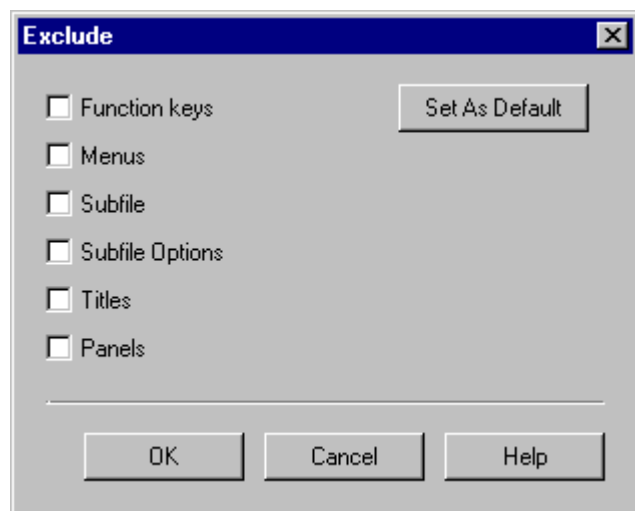 Exclude
Function keys
Set As Default
Menus
Subfile
Subfile Options
Titles
Panels
OK
Cancel
Help